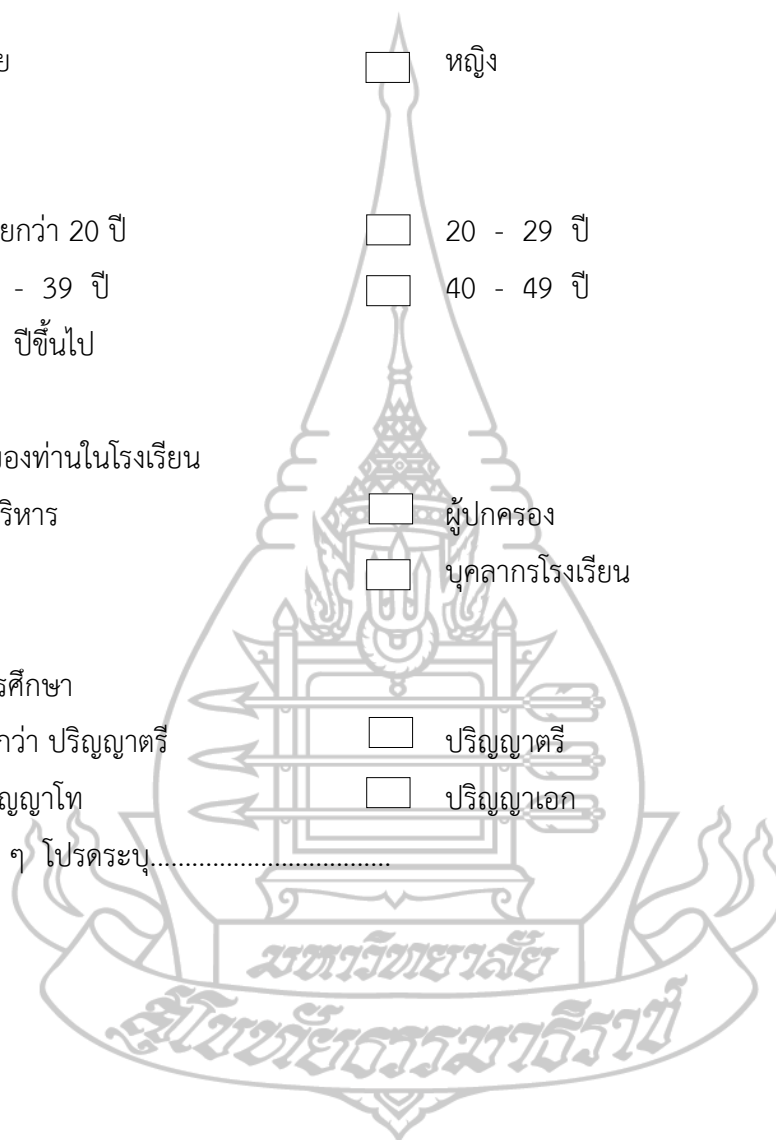 ย หญิง
ยกว่า 20 ปี 20 - 29 ปี
- 39 ปี 40 - 49 ปี
ปีขึ้นไป
ของท่านในโรงเรียน
ริหาร ผู้ปกครอง
บุคลากรโรงเรียน
รศึกษา
กว่า ปริญญาตรี ปริญญาตรี
ญญาโท ปริญญาเอก
ๆ โปรดระบุ..................................
มหาวิทยาลัย
สุโขทัยธรรมาธิราช